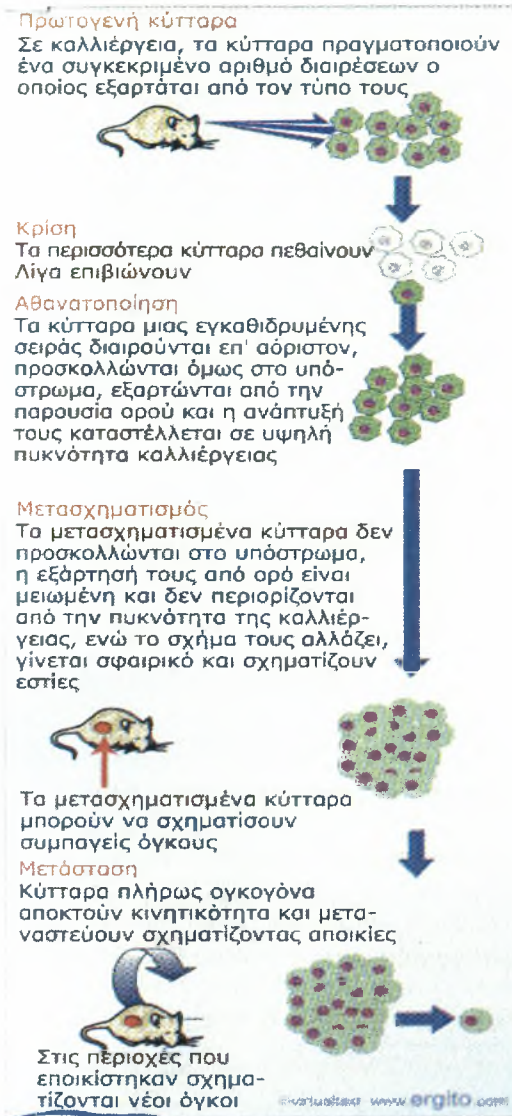 Πρωτογενή κύτταρα
Σε καλλιέργεια, τα κύτταρα πραγματοποιούν
ένα συγκεκριμένο αριθμό διαιρέσεων ο
οποίος εξαρτάται από τον τύπο τους
Κρίση
Τα περισσότερα κύτταρα πεθαίνουν
Λίγα επιβιώνουν
Αθανατοποίηση
Τα κύτταρα μιας εγκαθιδρυμένης
σειράς διαιρούνται επ' αόριστον,
προσκολλώνται όμως στο υπό-
στρωμα, εξαρτώνται από την
παρουσία ορού και η ανάπτυξή
τους καταστέλλεται σε υψηλή
πυκνότητα καλλιέργειας
Μετασχηματισμός
Τα μετασχηματισμένα κύτταρα δεν
προσκολλώνται στο υπόστρωμα,
η εξάρτησή τους από ορό είναι
μειωμένη και δεν περιορίζονται
από την πυκνότητα της καλλιέρ-
γειας, ενώ το σχήμα τους αλλάζει,
γίνεται σφαιρικό και σχηματίζουν
εστίες
Τα μετασχηματισμένα κύτταρα
μπορούν να σχηματίσουν
συμπαγείς όγκους
Μετάσταση
Κύτταρα πλήρως ογκογόνα
αποκτούν κινητικότητα και μετα-
ναστεύουν σχηματίζοντας αποικίες
Στις περιοχές που
εποικίστηκαν σχημα-
τίζονται νέοι όγκοι
©virtualtext www.ergito.com